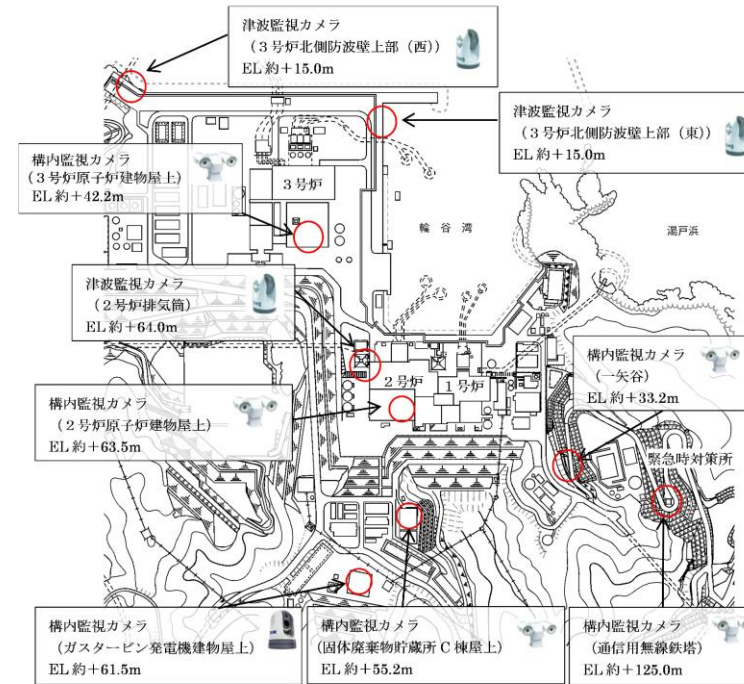 津波監視カメラ
(3号炉北側防波壁上部(西))
EL 約+15.0m
津波監視カメラ
(3号炉北側防波壁上部(東))
EL 約+15.0m
構内監視カメラ
(3号炉原子炉建物屋上)
EL 約+42.2m
3号炉
輪谷湾
湯戸浜
津波監視カメラ
(2号炉排気筒)
EL 約+64.0m
構内監視カメラ
(一矢谷)
EL 約+33.2m
2号炉
1号炉
構内監視カメラ
(2号炉原子炉建物屋上)
EL 約+63.5m
緊急時対策所
構内監視カメラ
(ガスタービン発電機建物屋上)
EL 約+61.5m
構内監視カメラ
(固体廃棄物貯蔵所C棟屋上)
EL 約+55.2m
構内監視カメラ
(通信用無線鉄塔)
EL 約+125.0m